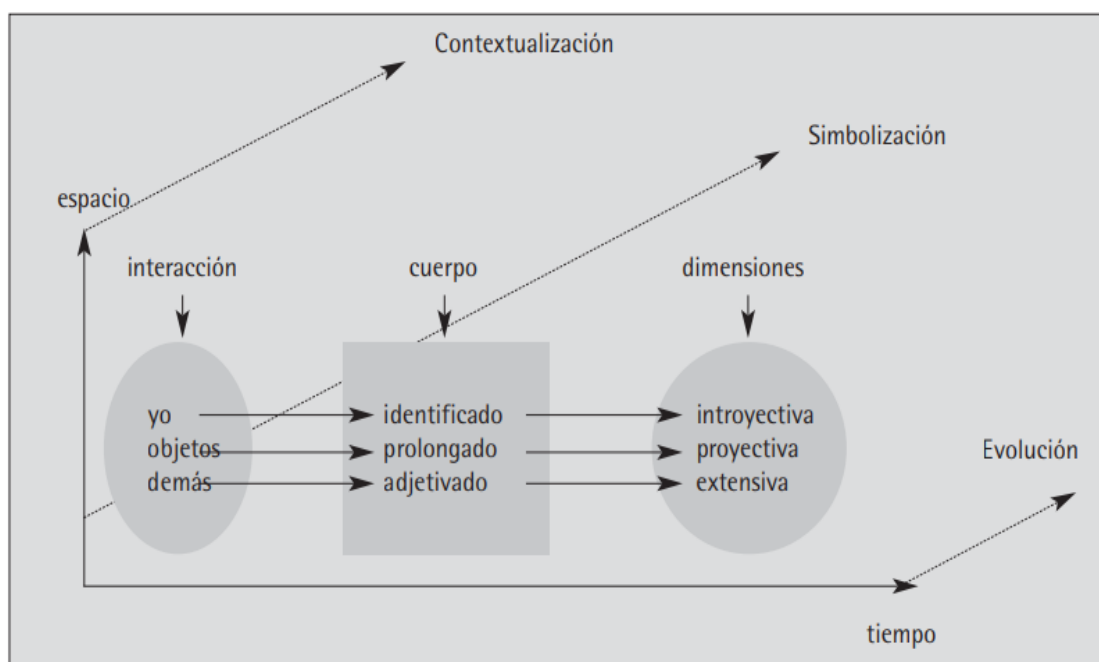 Contextualización
Simbolización
espacio
interacción cuerpo dimensiones
yo identificado introyectiva
objetos prolongado proyectiva
demás adjetivado extensiva
Evolución
tiempo